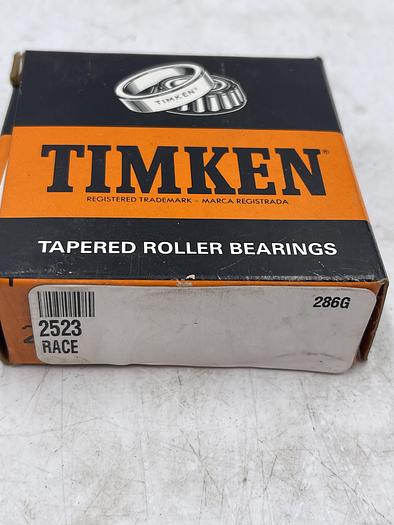 TIMKEN®
TIMKEN®
REGISTERED TRADEMARK - MARCA REGISTRADA
TAPERED ROLLER BEARINGS
286G
2523
RACE